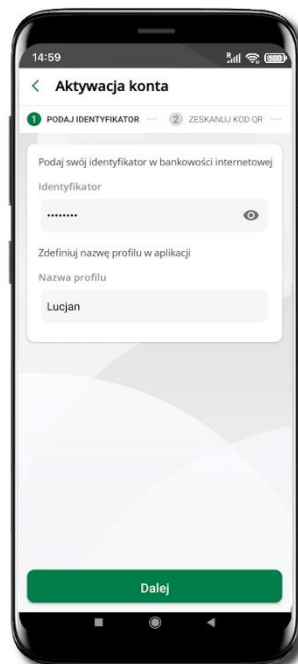 14:59
Aktywacja konta
1 PODAJ IDENTYFIKATOR 2 ZESKANUJ KOD QR
Podaj swój identyfikator w bankowości internetowej
Identyfikator
••••••••
Zdefiniuj nazwę profilu w aplikacji
Nazwa profilu
Lucjan
Dalej